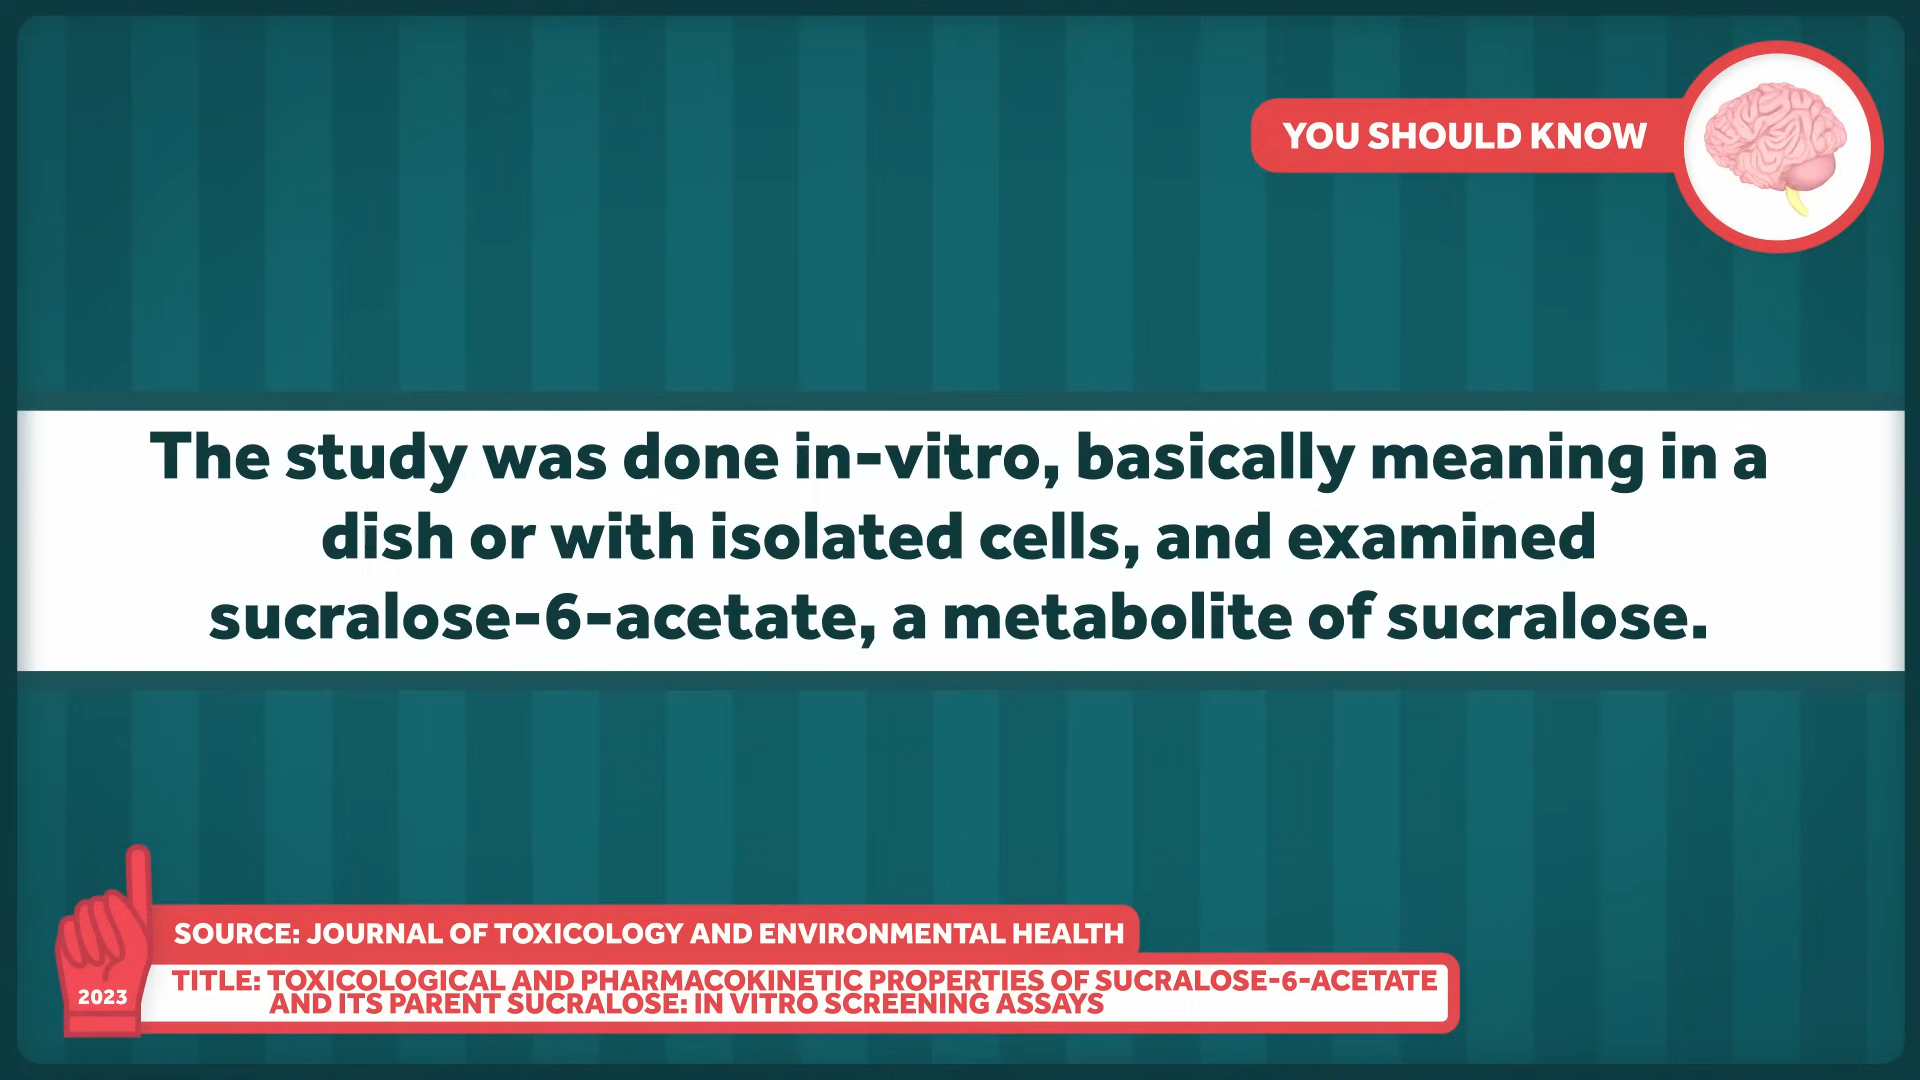 YOU SHOULD KNOW
The study was done in-vitro, basically meaning in a
dish or with isolated cells, and examined
sucralose-6-acetate, a metabolite of sucralose.
SOURCE: JOURNAL OF TOXICOLOGY AND ENVIRONMENTAL HEALTH
TITLE: TOXICOLOGICAL AND PHARMACOKINETIC PROPERTIES OF SUCRALOSE-6-ACETATE
AND ITS PARENT SUCRALOSE: IN VITRO SCREENING ASSAYS
2023